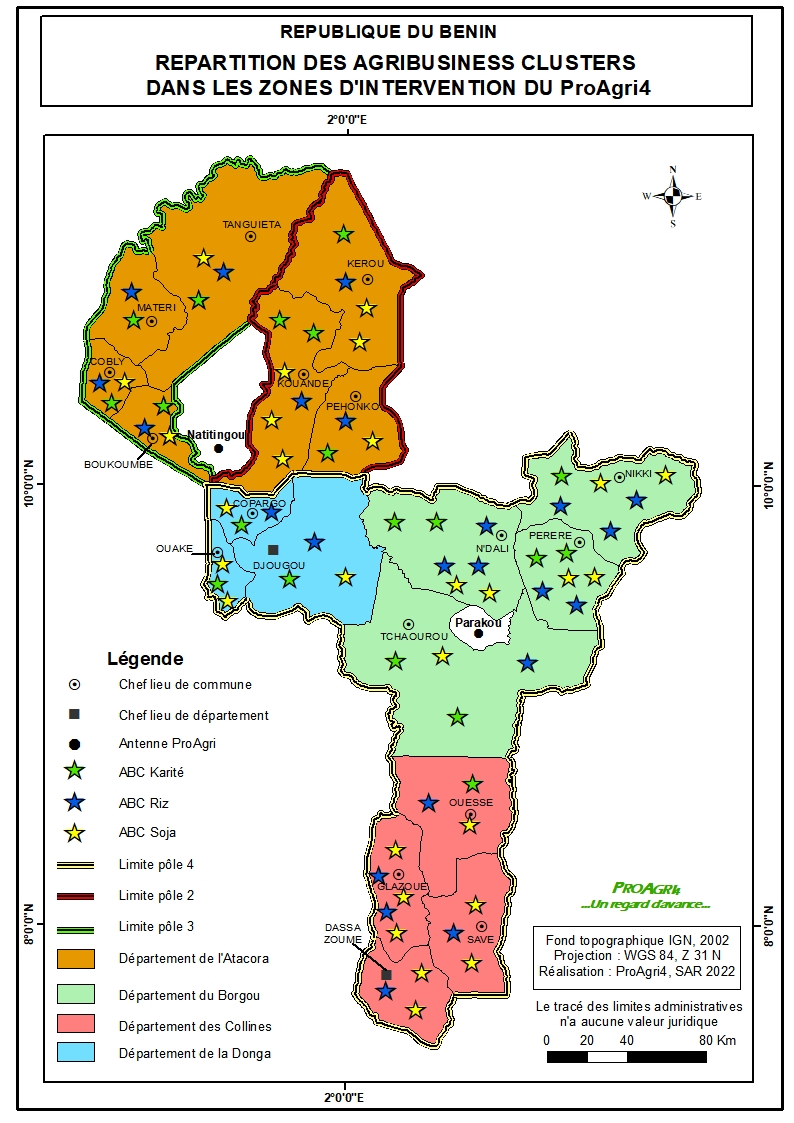 REPUBLIQUE DU BENIN
REPARTITION DES AGRIBUSINESS CLUSTERS
DANS LES ZONES D'INTERVENTION DU ProAgri4
2°0'0"E
N
W
E
S
TANGUIETA
KEROU
MATERI
COBLY
KOUANDE
PEHONKO
Natitingou
BOUKOUMBE
10°0'0"N
10°0'0"N
NIKKI
COPARGO
PERERE
OUAKE
N'DALI
DJOUGOU
Parakou
TCHAOUROU
Légende
Chef lieu de commune
Chef lieu de département
Antenne ProAgri
ABC Karité
ABC Riz
ABC Soja
Limite pôle 4
Limite pôle 2
Limite pôle 3
Département de l'Atacora
Département du Borgou
Département des Collines
Département de la Donga
OUESSE
GLAZOUE
DASSA
ZOUME
SAVE
8°0'0"N
8°0'0"N
PROAGRI4
...Un regard d'avance...
Fond topographique IGN, 2002
Projection : WGS 84, Z 31 N
Réalisation : ProAgri4, SAR 2022
Le tracé des limites administratives
n'a aucune valeur juridique
0 20 40 80 Km
2°0'0"E